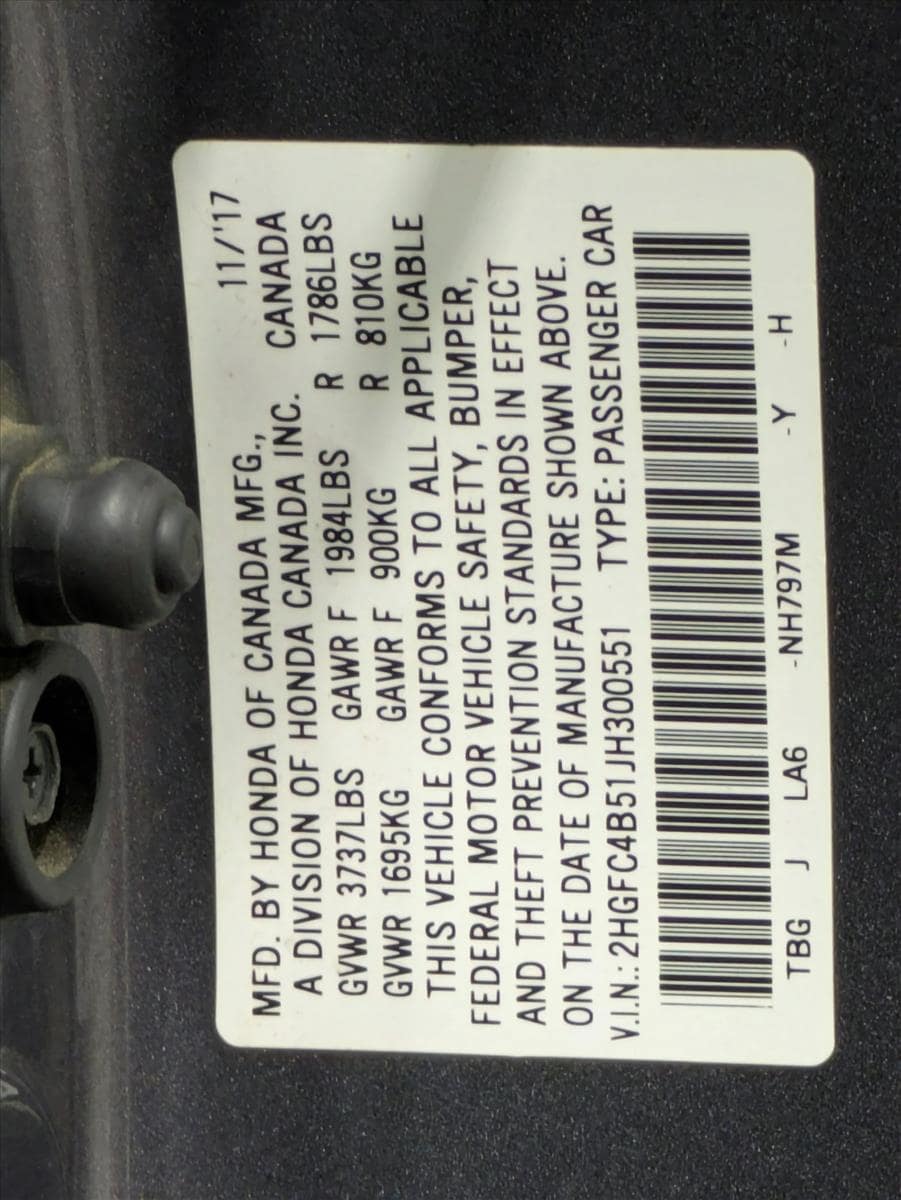 MFD. BY HONDA OF CANADA MFG., 11/'17
A DIVISION OF HONDA CANADA INC. CANADA
GVWR 3737LBS GAWR F 1984LBS R 1786LBS
GVWR 1695KG GAWR F 900KG R 810KG
THIS VEHICLE CONFORMS TO ALL APPLICABLE
FEDERAL MOTOR VEHICLE SAFETY, BUMPER,
AND THEFT PREVENTION STANDARDS IN EFFECT
ON THE DATE OF MANUFACTURE SHOWN ABOVE.
V.I.N.: 2HGFC4B51JH300551 TYPE: PASSENGER CAR
TBG J LA6 -NH797M -Y -H